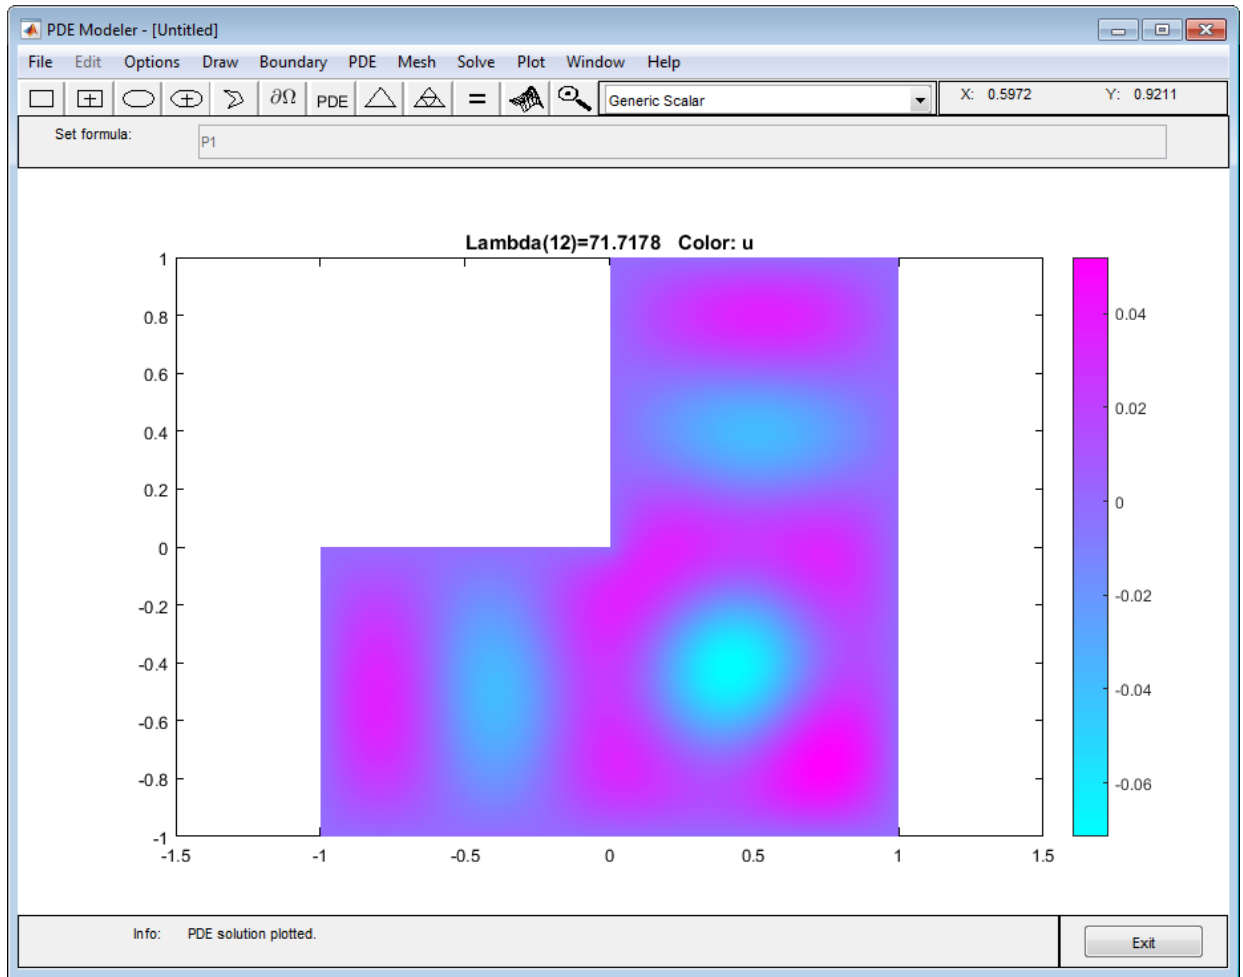 PDE Modeler - [Untitled]
File Edit Options Draw Boundary PDE Mesh Solve Plot Window Help
∂Ω PDE = Generic Scalar X: 0.5972 Y: 0.9211
Set formula: P1
Lambda(12)=71.7178 Color: u
1
0.8
0.6
0.4
0.2
0
-0.2
-0.4
-0.6
-0.8
-1
-1.5 -1 -0.5 0 0.5 1 1.5
0.04
0.02
0
-0.02
-0.04
-0.06
Info: PDE solution plotted. Exit